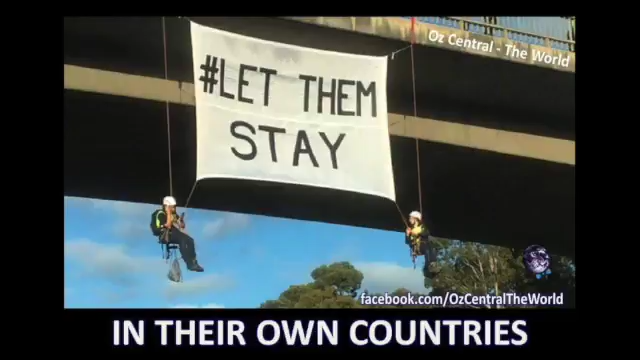 Oz Central - The World
#LET THEM
STAY
facebook.com/OzCentralTheWorld
IN THEIR OWN COUNTRIES